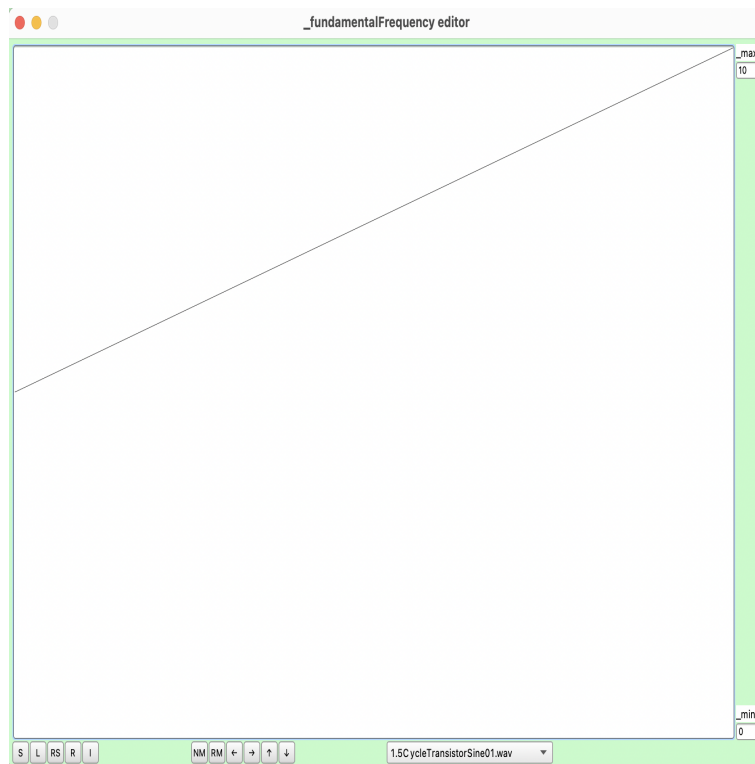 _fundamentalFrequency editor
_max
10
_min
0
S L RS R I NM RM ← → ↑ ↓ 1.5CycleTransistorSine01.wav